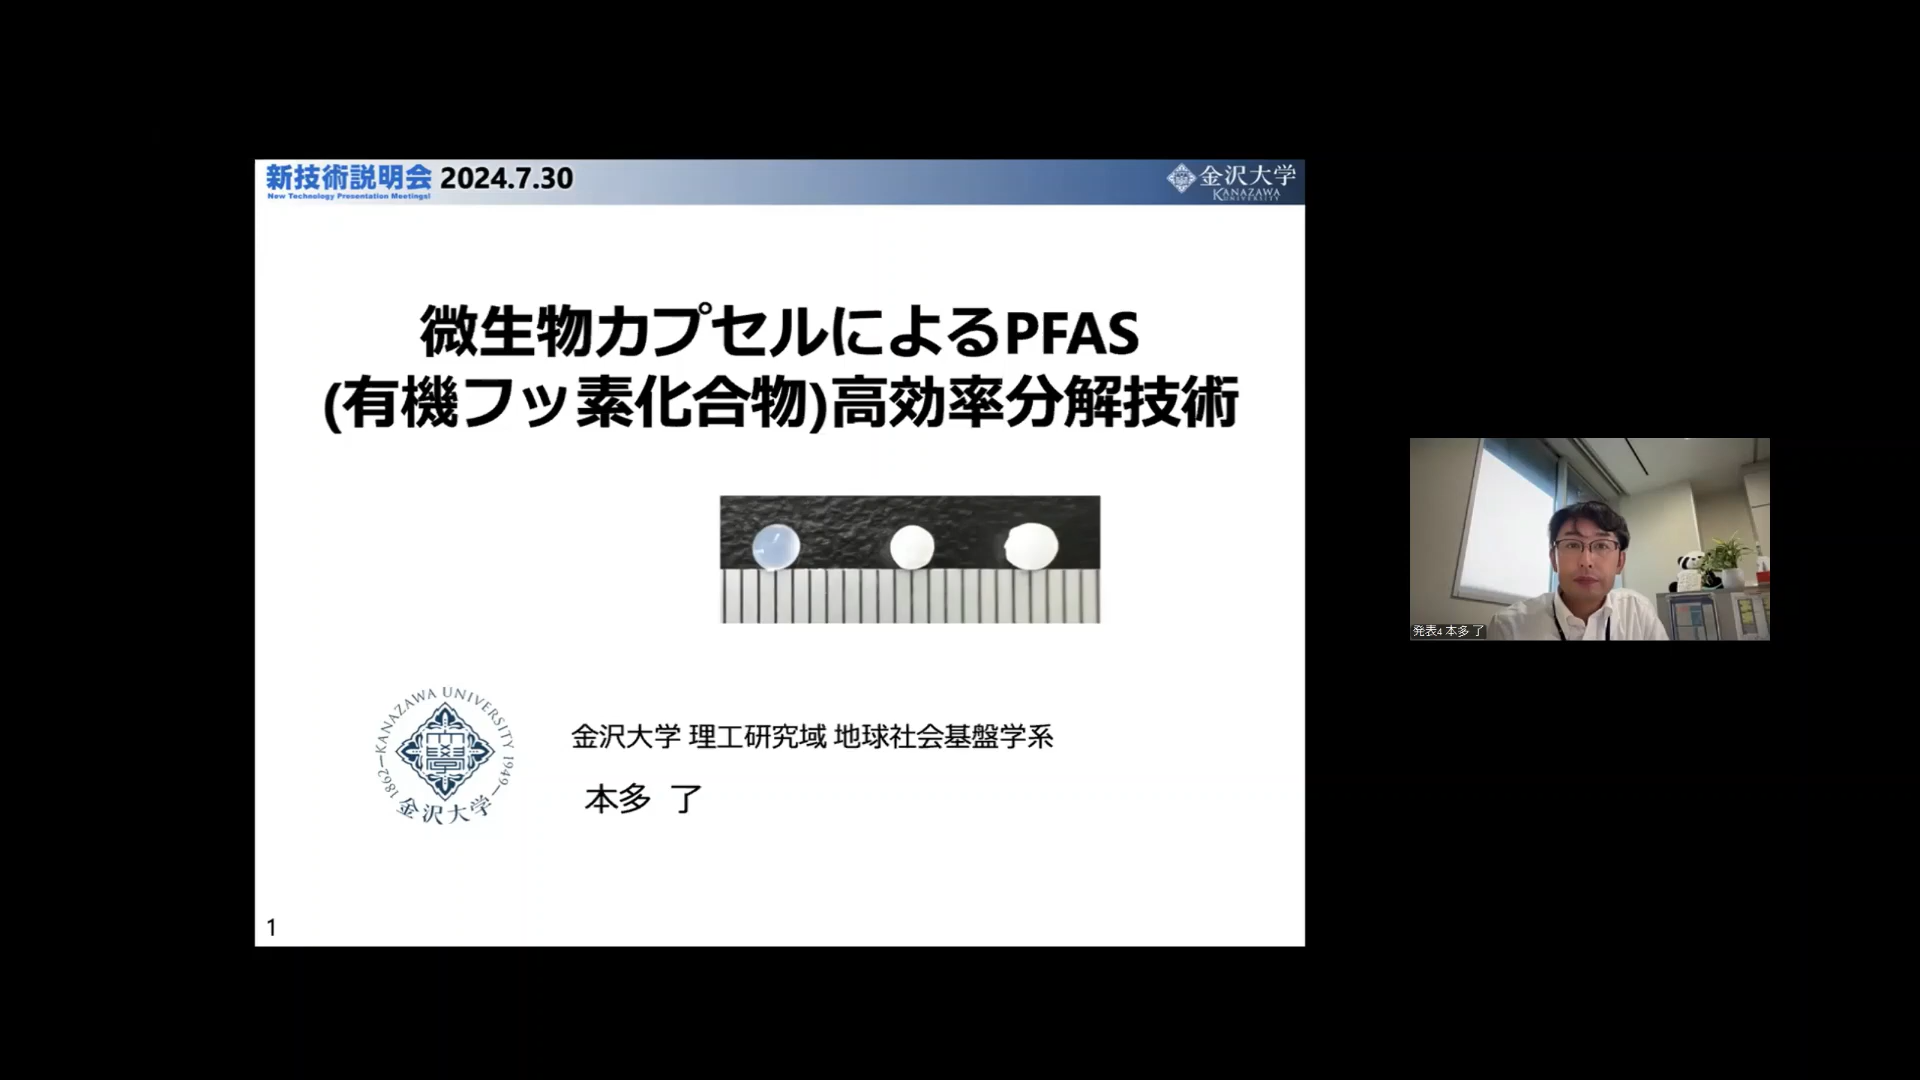 新技術説明会 2024.7.30
New Technology Presentation Meetings!
金沢大学
KANAZAWA
UNIVERSITY
微生物カプセルによるPFAS
(有機フッ素化合物)高効率分解技術
1862—KANAZAWA UNIVERSITY 1949—
金沢大学
金沢大学 理工研究域 地球社会基盤学系
本多 了
1
発表4 本多 了